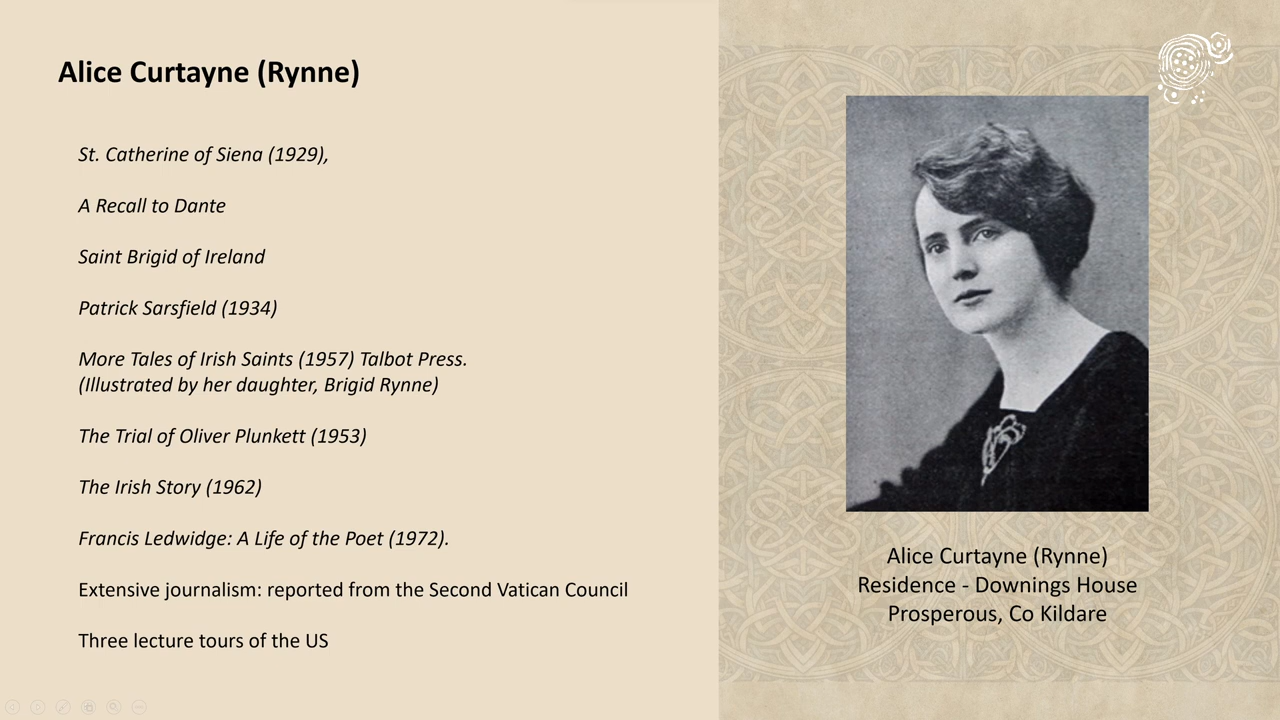 Alice Curtayne (Rynne)
St. Catherine of Siena (1929),
A Recall to Dante
Saint Brigid of Ireland
Patrick Sarsfield (1934)
More Tales of Irish Saints (1957) Talbot Press.
(Illustrated by her daughter, Brigid Rynne)
The Trial of Oliver Plunkett (1953)
The Irish Story (1962)
Francis Ledwidge: A Life of the Poet (1972).
Extensive journalism: reported from the Second Vatican Council
Three lecture tours of the US
Alice Curtayne (Rynne)
Residence - Downings House
Prosperous, Co Kildare